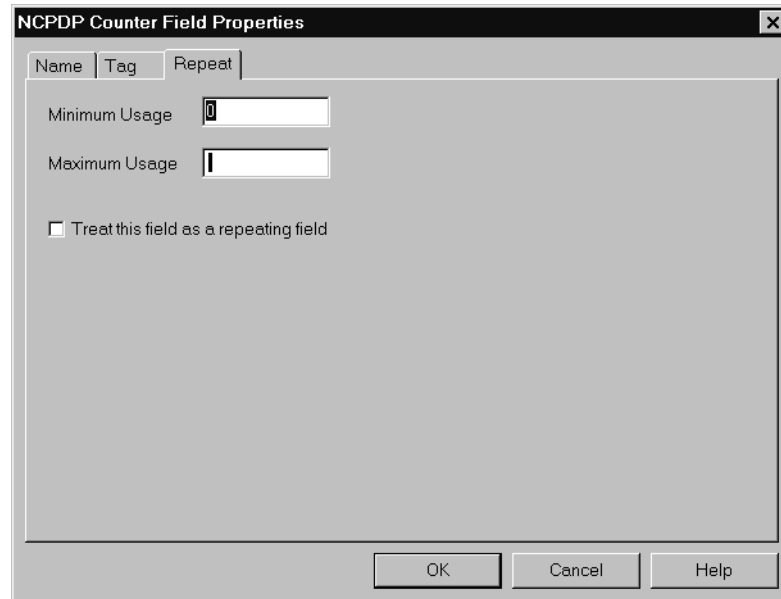 NCPDP Counter Field Properties
Name Tag Repeat
Minimum Usage 0
Maximum Usage
Treat this field as a repeating field
OK Cancel Help